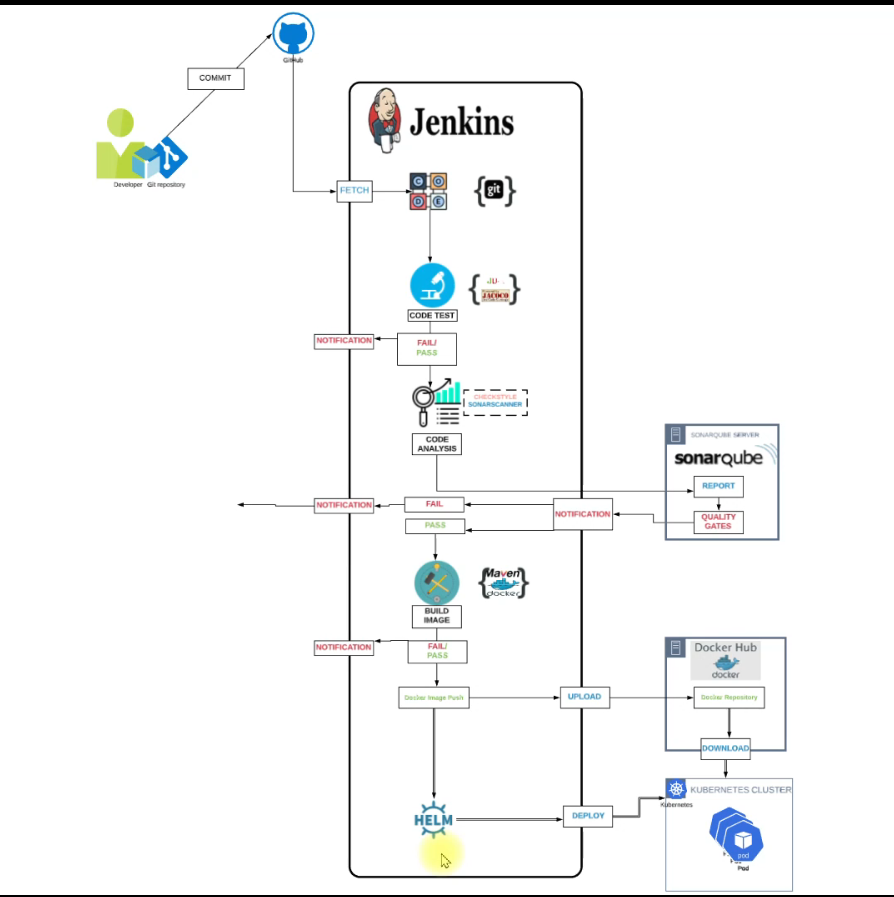 GitHub
COMMIT
Developer
Git repository
Jenkins
FETCH
C
O
D
E
{git}
JU
JACOCO
CODE TEST
NOTIFICATION
FAIL/
PASS
CHECKSTYLE
SONARSCANNER
CODE
ANALYSIS
SONARQUBE SERVER
sonarqube
REPORT
QUALITY
GATES
NOTIFICATION
FAIL
NOTIFICATION
PASS
Maven
docker
BUILD
IMAGE
NOTIFICATION
FAIL/
PASS
Docker Hub
docker
Docker Image Push
UPLOAD
Docker Repository
DOWNLOAD
KUBERNETES CLUSTER
Kubernetes
HELM
DEPLOY
pod
Pod